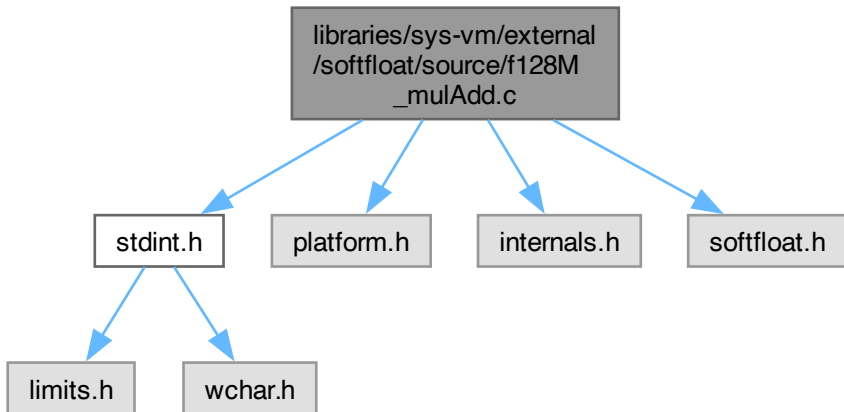 libraries/sys-vm/external
/softfloat/source/f128M
_mulAdd.c
stdint.h
platform.h
internals.h
softfloat.h
limits.h
wchar.h